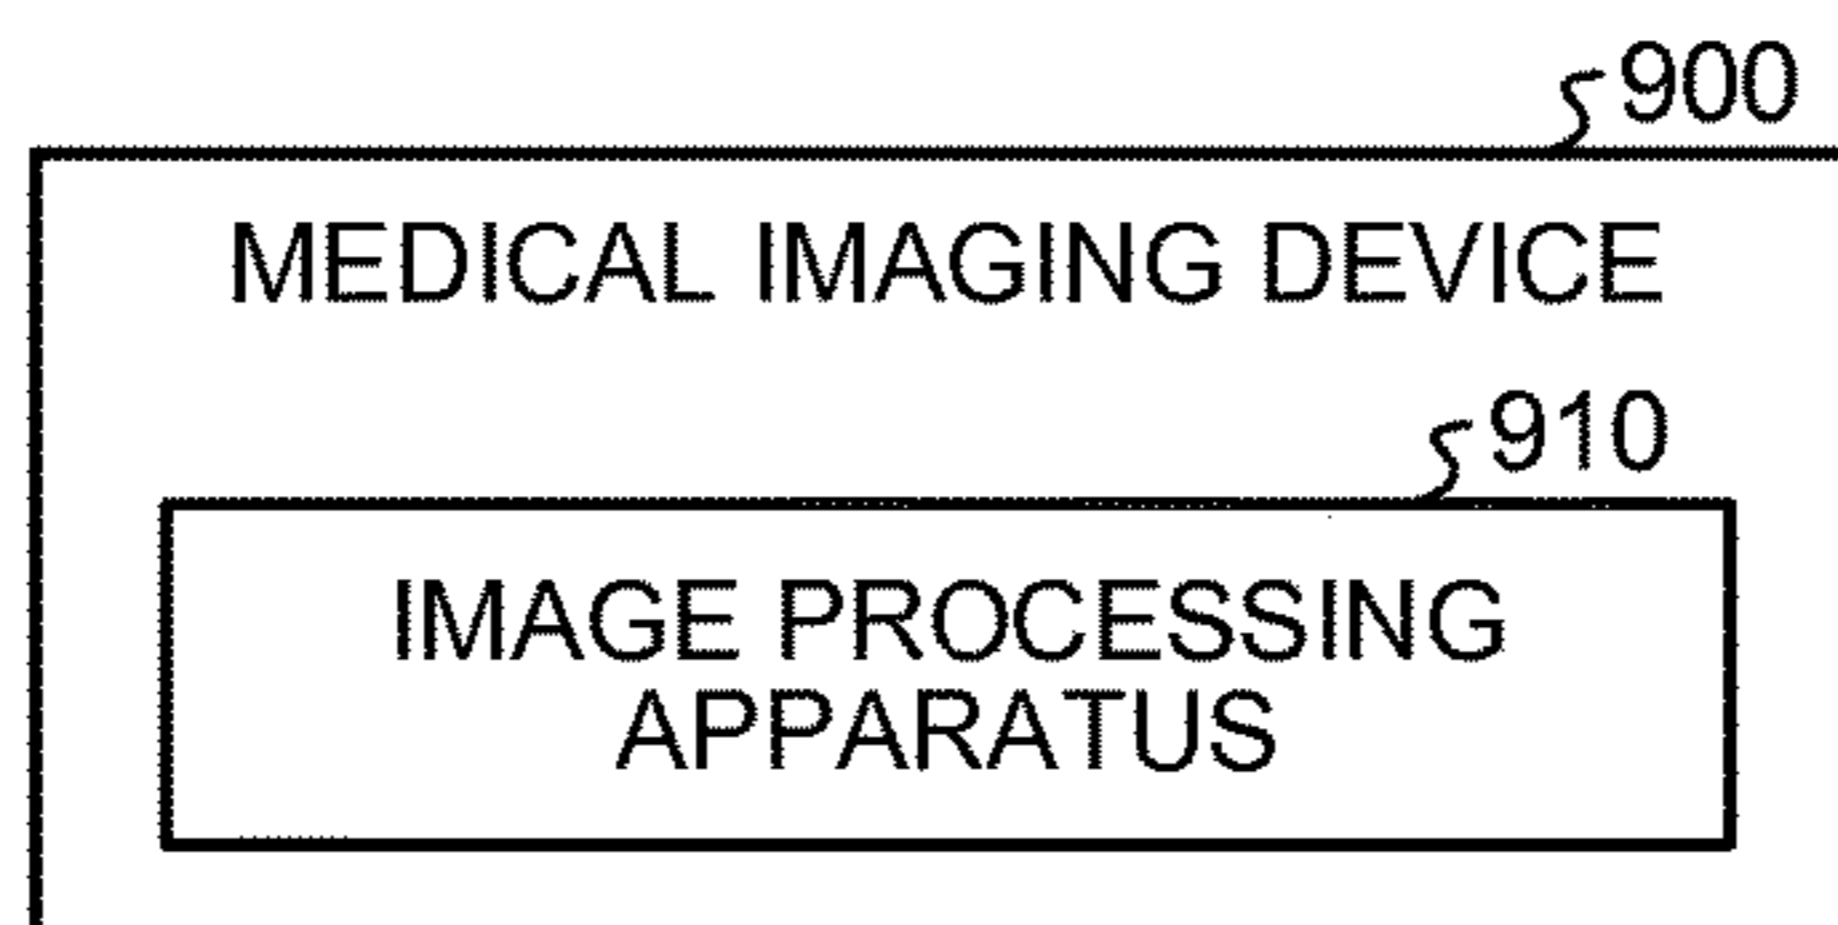 900
MEDICAL IMAGING DEVICE
910
IMAGE PROCESSING
APPARATUS